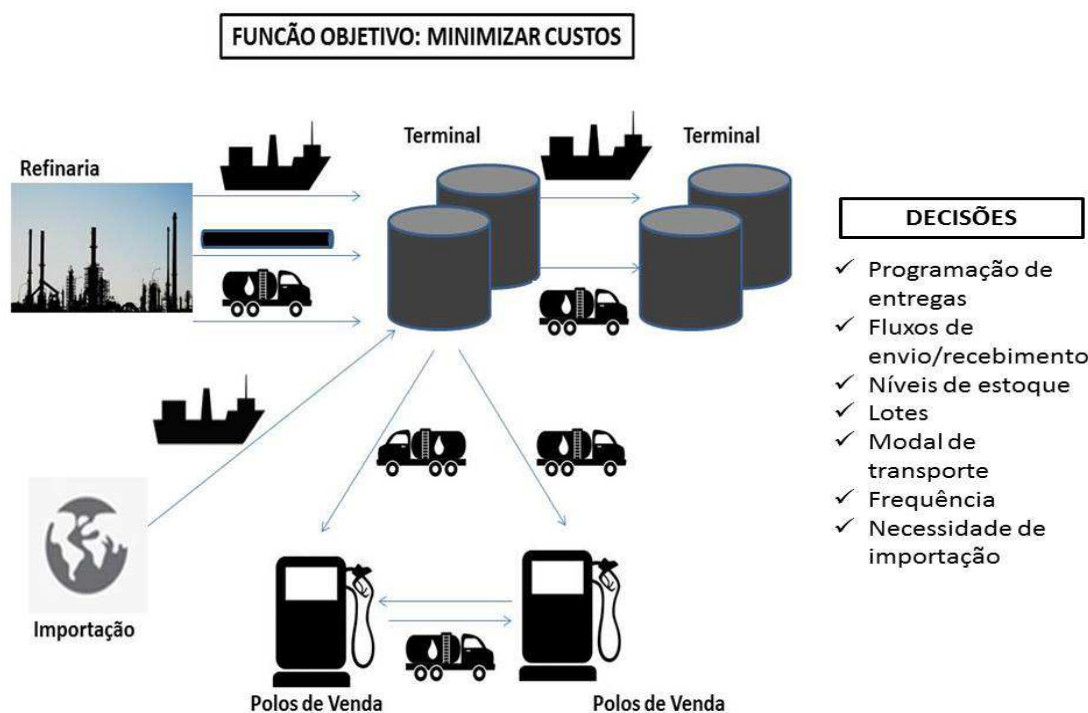 FUNCÃO OBJETIVO: MINIMIZAR CUSTOS
Terminal
Terminal
Refinaria
Importação
Polos de Venda
Polos de Venda
DECISÕES
✓ Programação de
entregas
✓ Fluxos de
envio/recebimento
✓ Níveis de estoque
✓ Lotes
✓ Modal de
transporte
✓ Frequência
✓ Necessidade de
importação